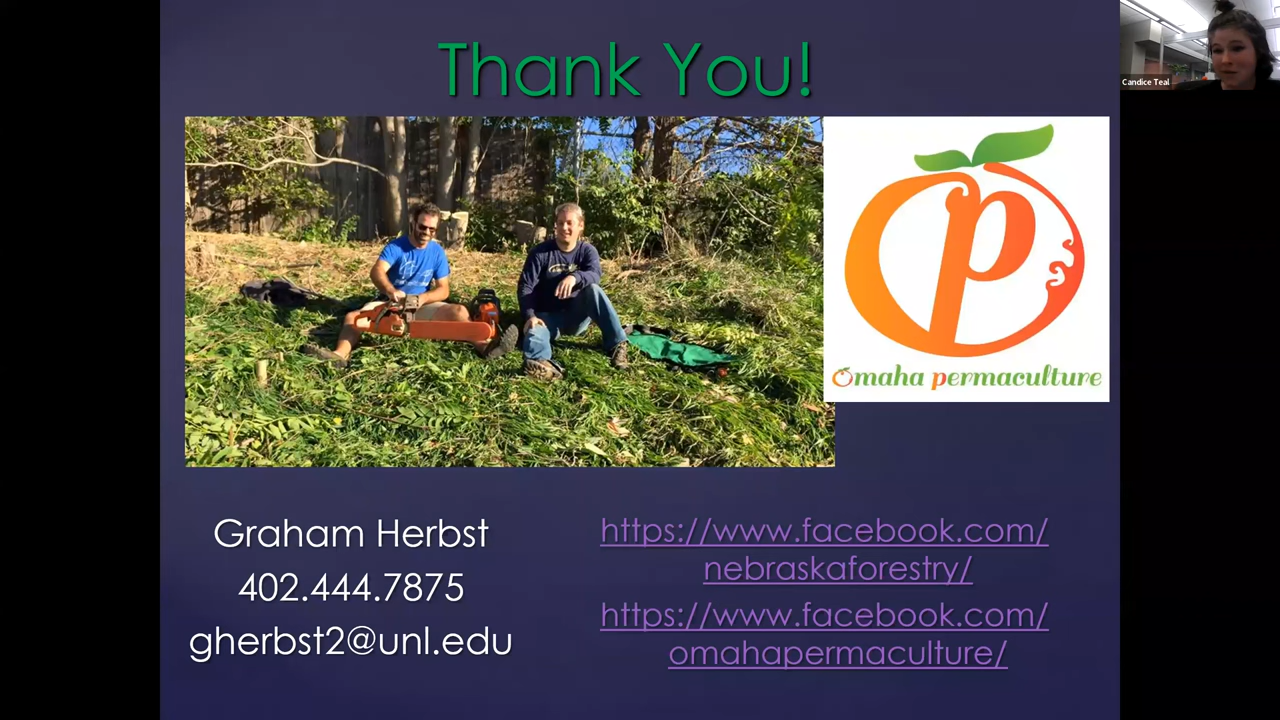 Thank You!
Candice Teal
Omaha permaculture
Graham Herbst
402.444.7875
gherbst2@unl.edu
https://www.facebook.com/
nebraskaforestry/
https://www.facebook.com/
omahapermaculture/